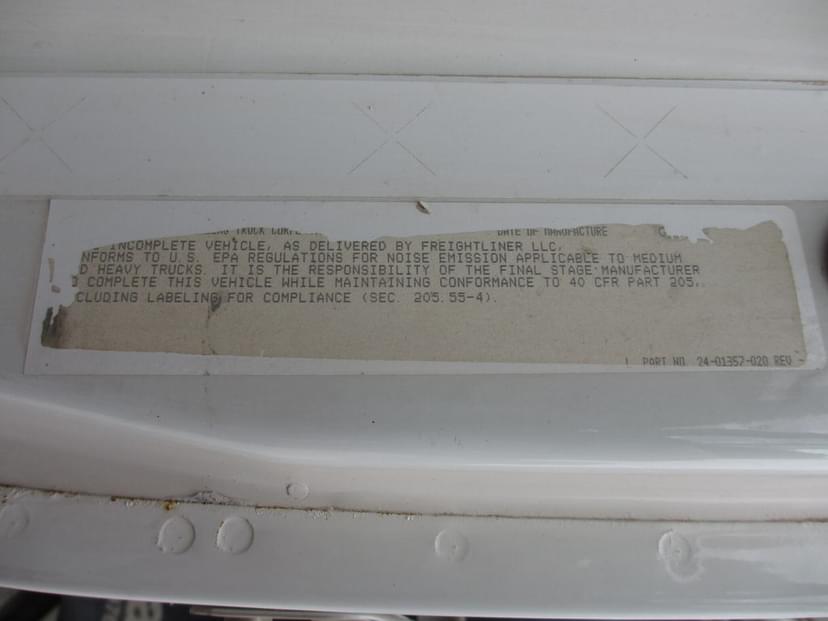 TRUCK DATE OF MANUFACTURE
INCOMPLETE VEHICLE, AS DELIVERED BY FREIGHTLINER LLC,
NFORMS TO U.S. EPA REGULATIONS FOR NOISE EMISSION APPLICABLE TO MEDIUM
D HEAVY TRUCKS. IT IS THE RESPONSIBILITY OF THE FINAL STAGE MANUFACTURER
COMPLETE THIS VEHICLE WHILE MAINTAINING CONFORMANCE TO 40 CFR PART 205,
CLUDING LABELING FOR COMPLIANCE (SEC. 205.55-4).
PART NO. 24-01357-020 REV -